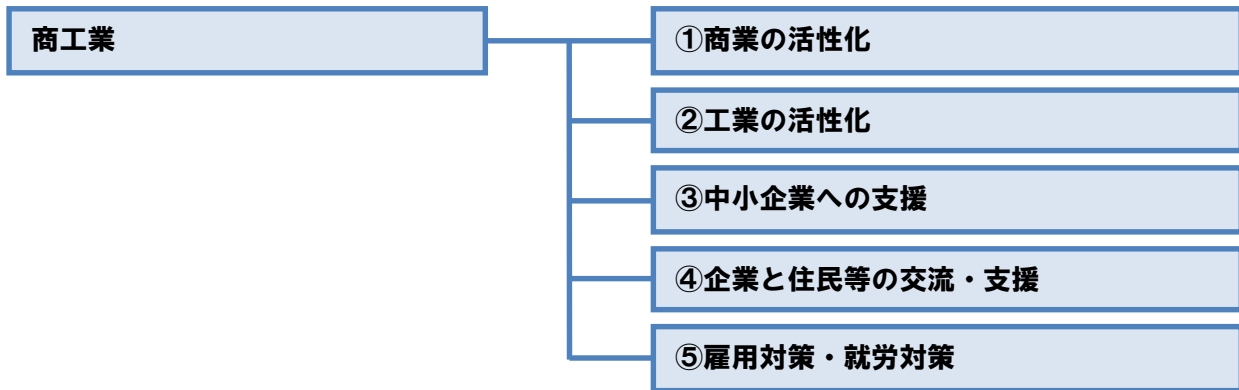 商工業
①商業の活性化
②工業の活性化
③中小企業への支援
④企業と住民等の交流・支援
⑤雇用対策・就労対策